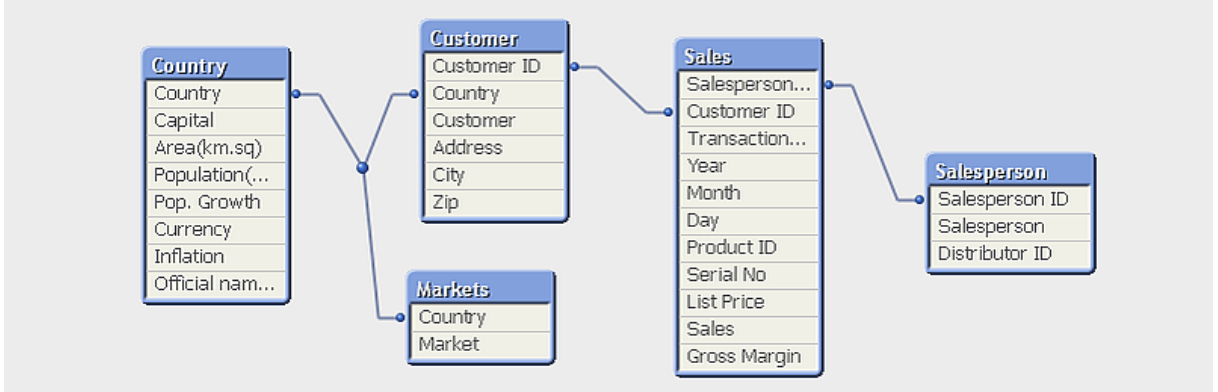 Country
Country
Capital
Area(km.sq)
Population(...
Pop. Growth
Currency
Inflation
Official nam...
Customer
Customer ID
Country
Customer
Address
City
Zip
Markets
Country
Market
Sales
Salesperson...
Customer ID
Transaction...
Year
Month
Day
Product ID
Serial No
List Price
Sales
Gross Margin
Salesperson
Salesperson ID
Salesperson
Distributor ID